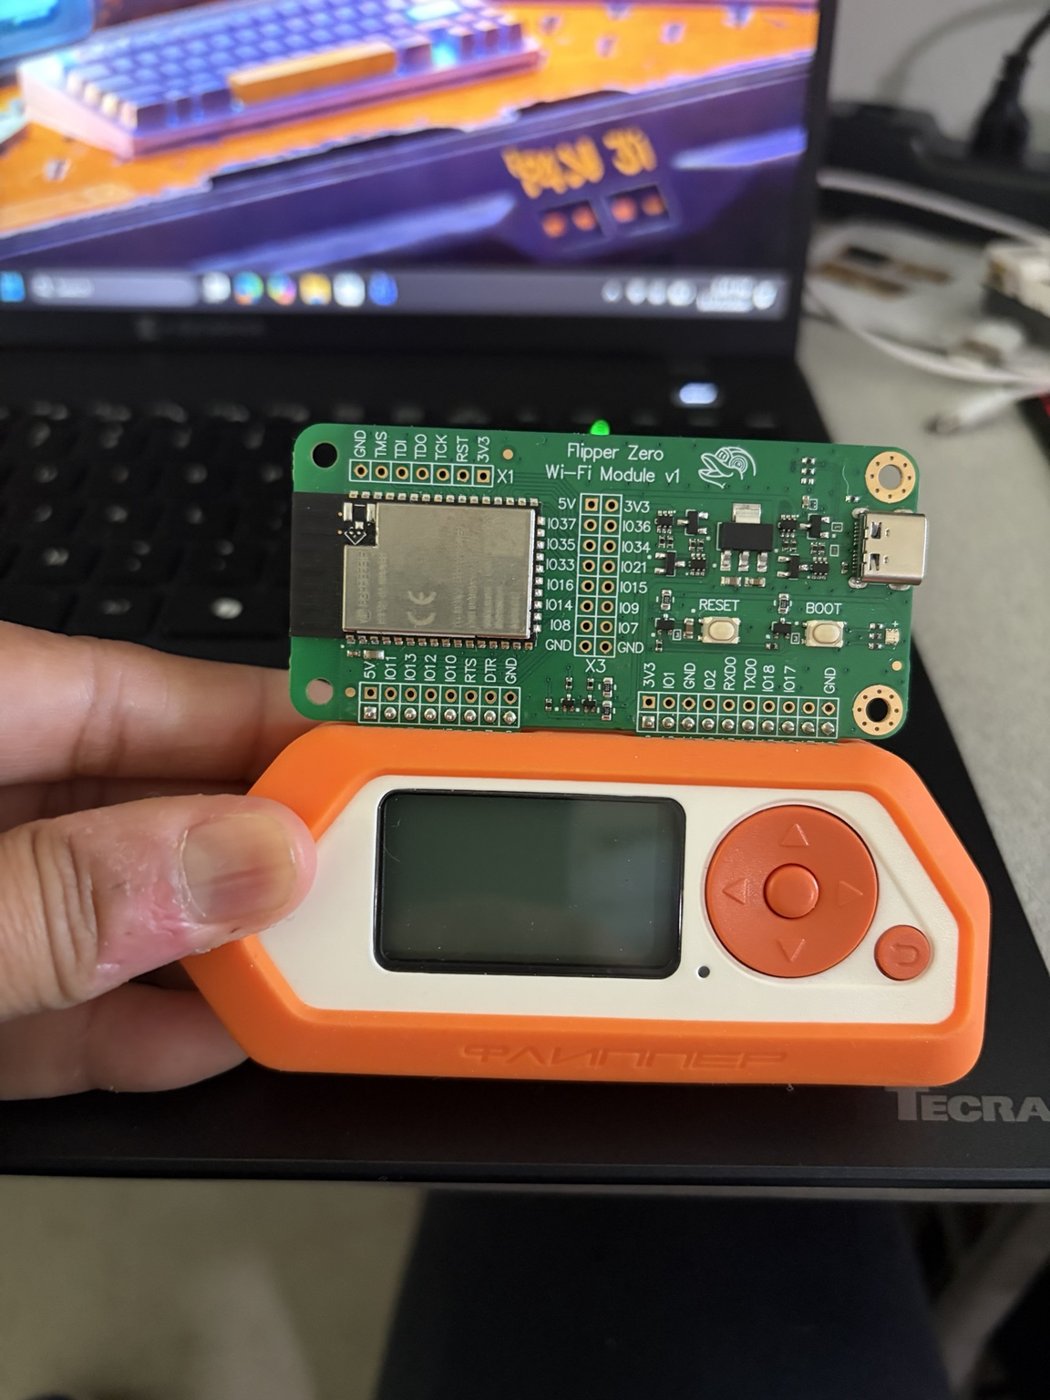 GND
TMS
TDI
TDO
TCK
RST
3V3
X1
Flipper Zero
Wi-Fi Module v1
5V 3V3
IO37 IO36
IO35 IO34
IO33 IO21
IO16 IO15
IO14 IO9
IO8 IO7
GND GND
X3
RESET
BOOT
5V
IO11
IO13
IO12
IO10
RTS
DTR
GND
3V3
IO1
GND
IO2
RXD0
TXD0
IO18
IO17
GND
CE
ФЛИППЕР
TECRA